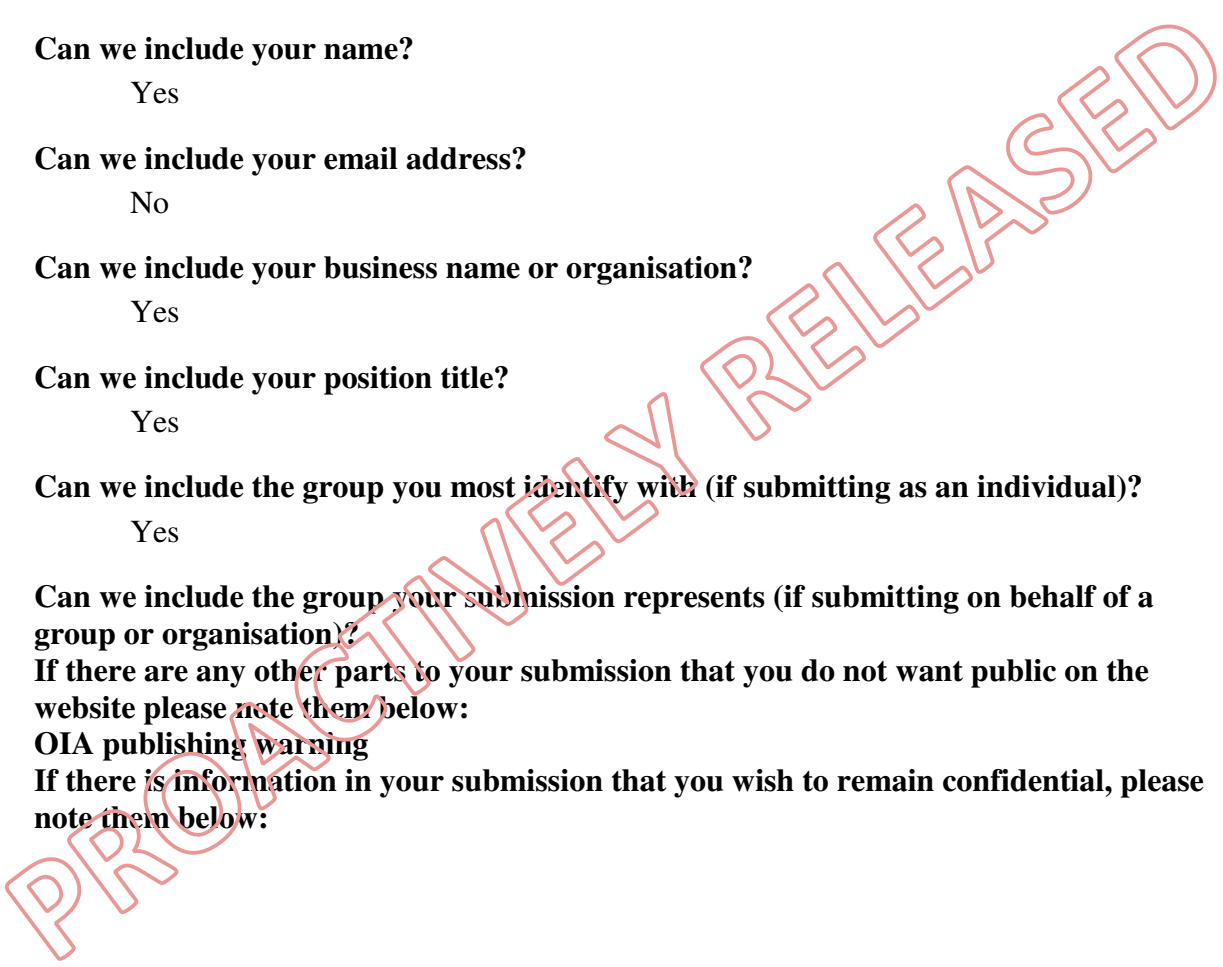 Can we include your name?
Yes
Can we include your email address?
No
Can we include your business name or organisation?
Yes
Can we include your position title?
Yes
Can we include the group you most identify with (if submitting as an individual)?
Yes
Can we include the group your submission represents (if submitting on behalf of a
group or organisation)?
If there are any other parts to your submission that you do not want public on the
website please note them below:
OIA publishing warning
If there is information in your submission that you wish to remain confidential, please
note them below:
PROACTIVELY RELEASED